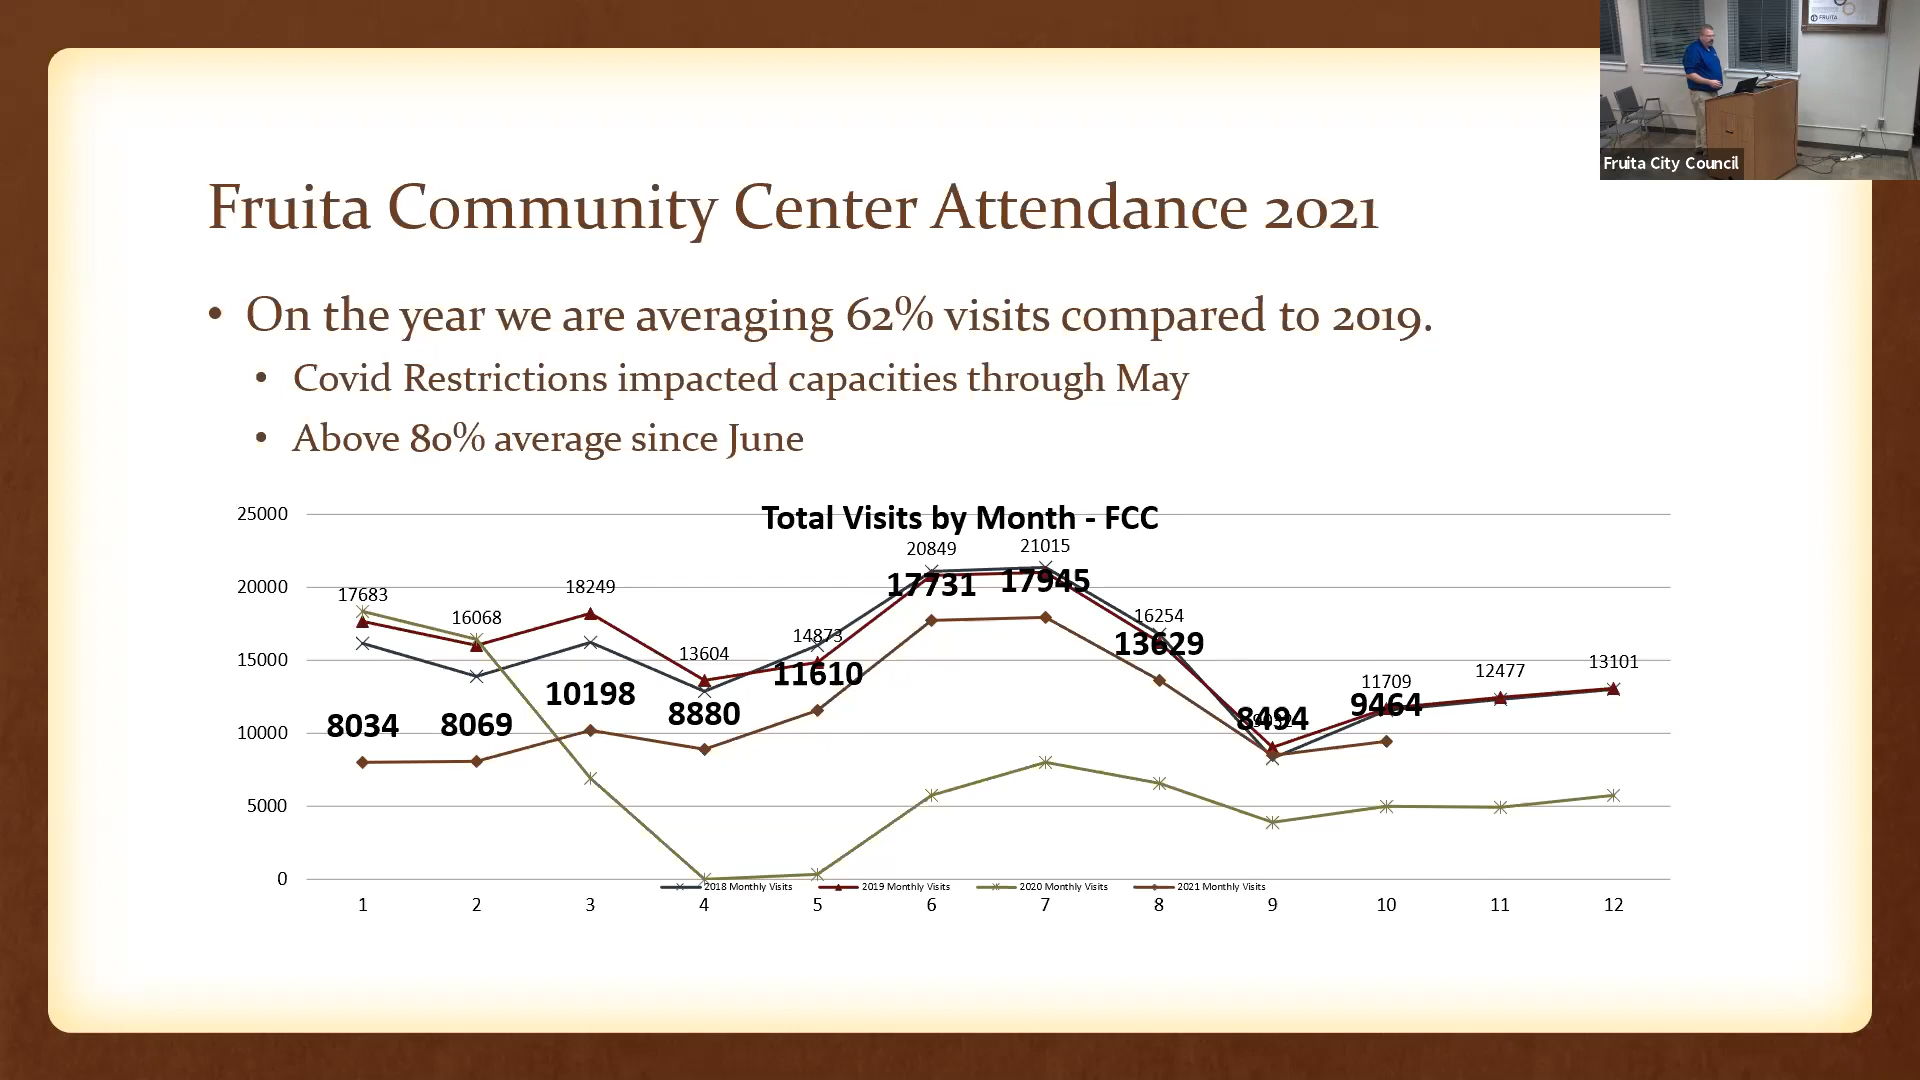 FRUITA
Fruita City Council
Fruita Community Center Attendance 2021
• On the year we are averaging 62% visits compared to 2019.
• Covid Restrictions impacted capacities through May
• Above 80% average since June
Total Visits by Month - FCC
25000
20000
15000
10000
5000
0
17683
16068
18249
13604
14873
20849
21015
16254
11709
12477
13101
8034
8069
10198
8880
11610
17731
17945
13629
8494
9464
2018 Monthly Visits
2019 Monthly Visits
2020 Monthly Visits
2021 Monthly Visits
1 2 3 4 5 6 7 8 9 10 11 12